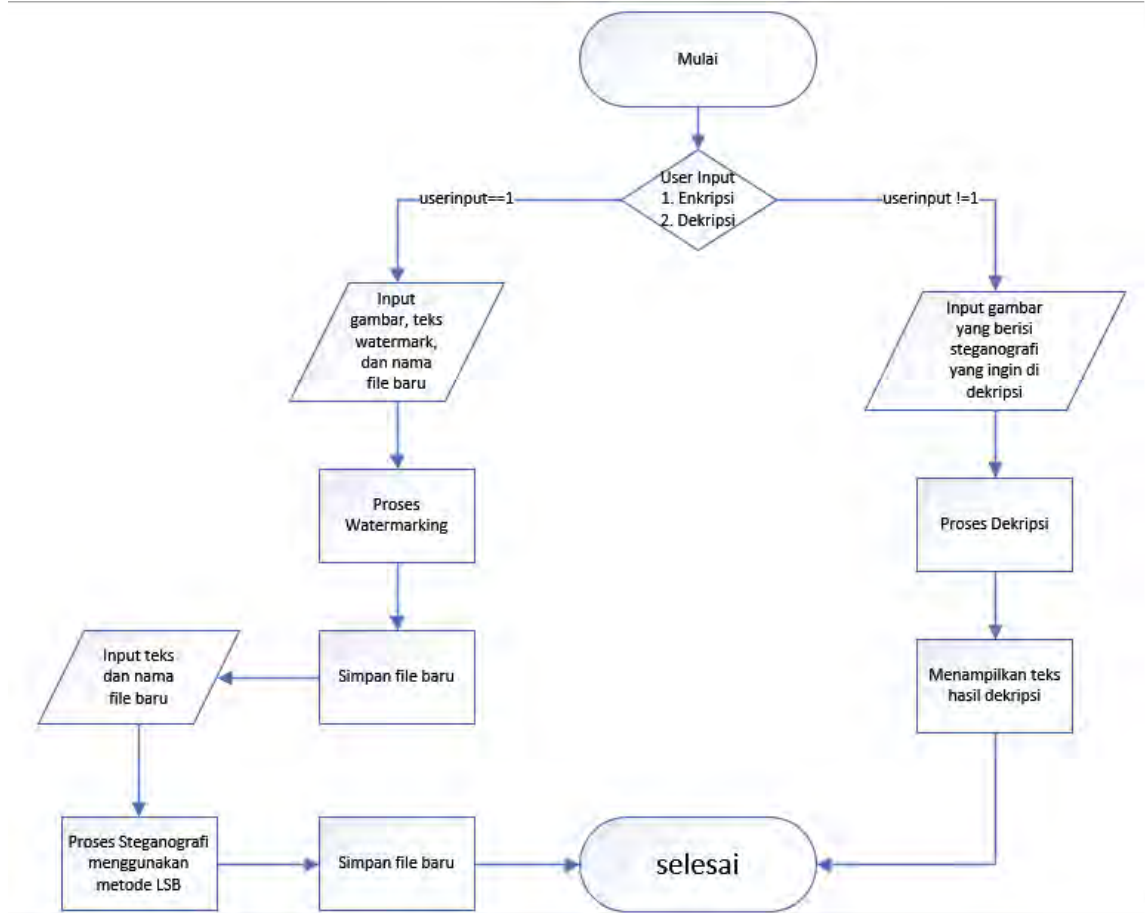 Mulai
User Input
1. Enkripsi
2. Dekripsi
userinput==1
userinput !=1
Input
gambar, teks
watermark,
dan nama
file baru
Input gambar
yang berisi
steganografi
yang ingin di
dekripsi
Proses
Watermarking
Proses Dekripsi
Input teks
dan nama
file baru
Simpan file baru
Menampilkan teks
hasil dekripsi
Proses Steganografi
menggunakan
metode LSB
Simpan file baru
selesai